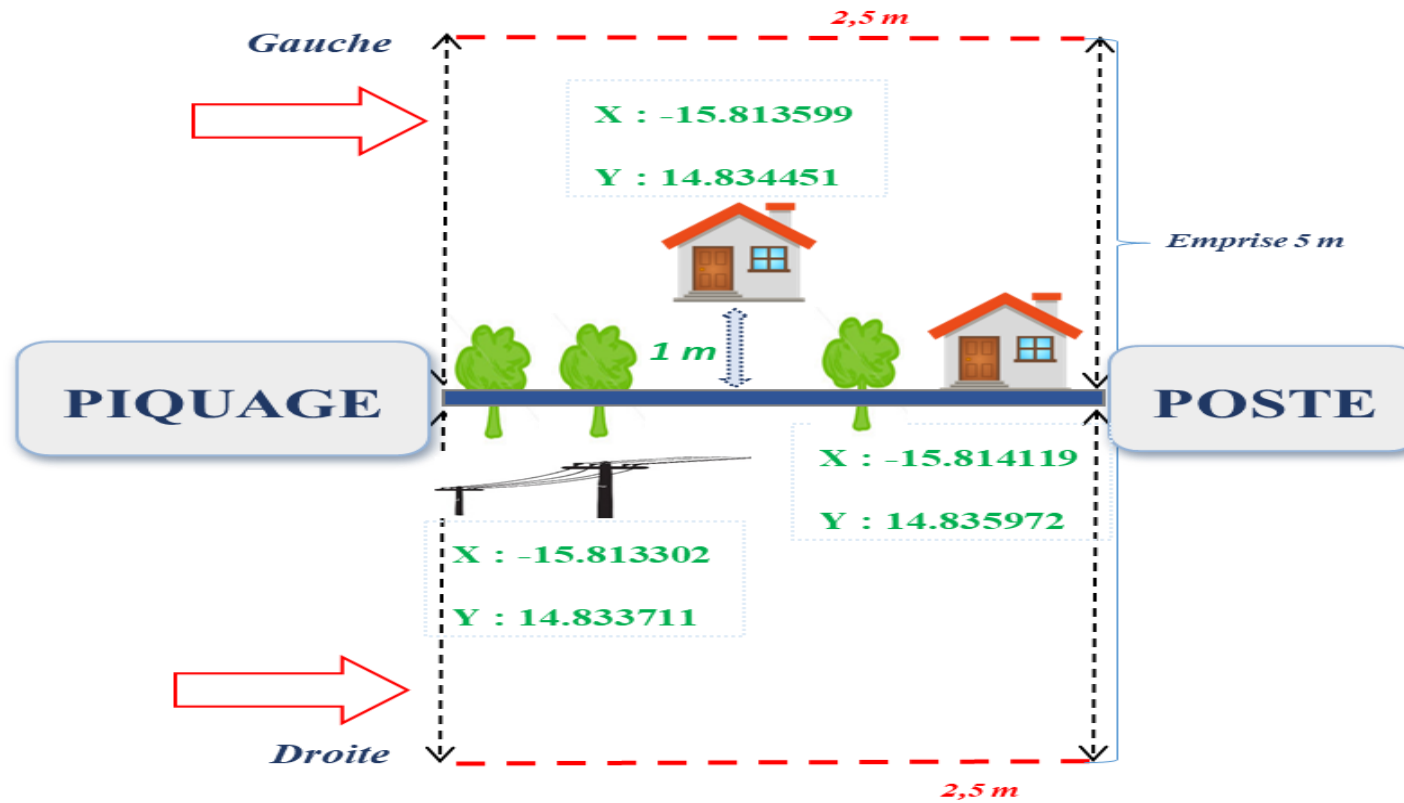 2,5 m
Gauche
X : -15.813599
Y : 14.834451
Emprise 5 m
1 m
PIQUAGE
POSTE
X : -15.814119
Y : 14.835972
X : -15.813302
Y : 14.833711
Droite
2,5 m